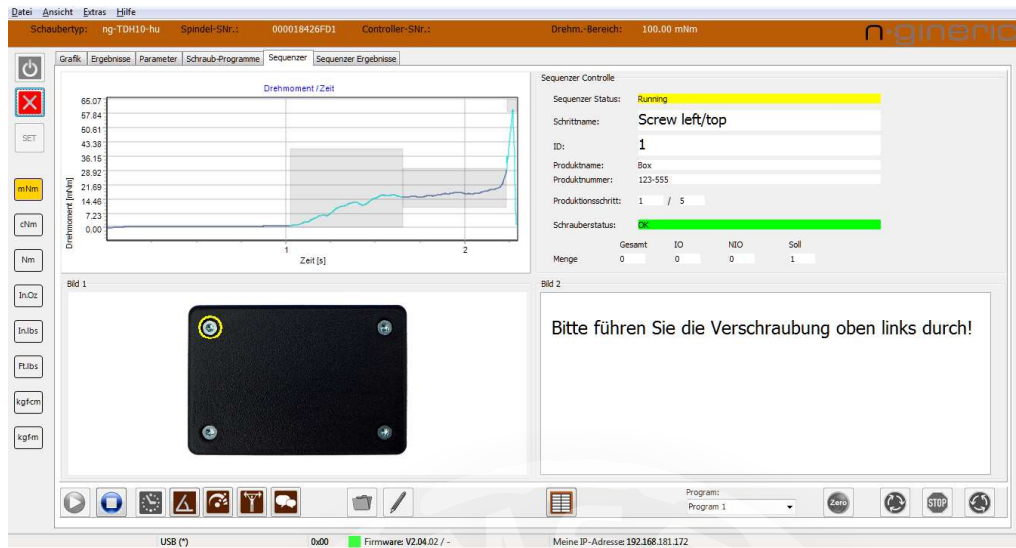 Datei Ansicht Extras Hilfe
Schaubertyp: ng-TDH10-hu Spindel-SNr.: 000018426FD1 Controller-SNr.: Drehm.-Bereich: 100.00 mNm n-gineric
Grafik Ergebnisse Parameter Schraub-Programme Sequenzer Sequenzer Ergebnisse
SET
mNm
cNm
Nm
In.Oz
In.lbs
Ft.lbs
kgf-cm
kgf-m
Drehmoment / Zeit
65.07
57.84
50.61
43.38
36.15
28.92
21.69
14.46
7.23
0.00
Drehmoment [mNm]
1 2
Zeit [s]
Sequenzer Controlle
Sequenzer Status: Running
Schrittname: Screw left/top
ID: 1
Produktname: Box
Produktnummer: 123-555
Produktionsschritt: 1 / 5
Schrauberstatus: OK
Gesamt IO NIO Soll
Menge 0 0 0 1
Bild 1
Bild 2
Bitte führen Sie die Verschraubung oben links durch!
Program:
Program 1
Zero
STOP
USB (*) 0x00 Firmware: V2.04.02 / - Meine IP-Adresse: 192.168.181.172